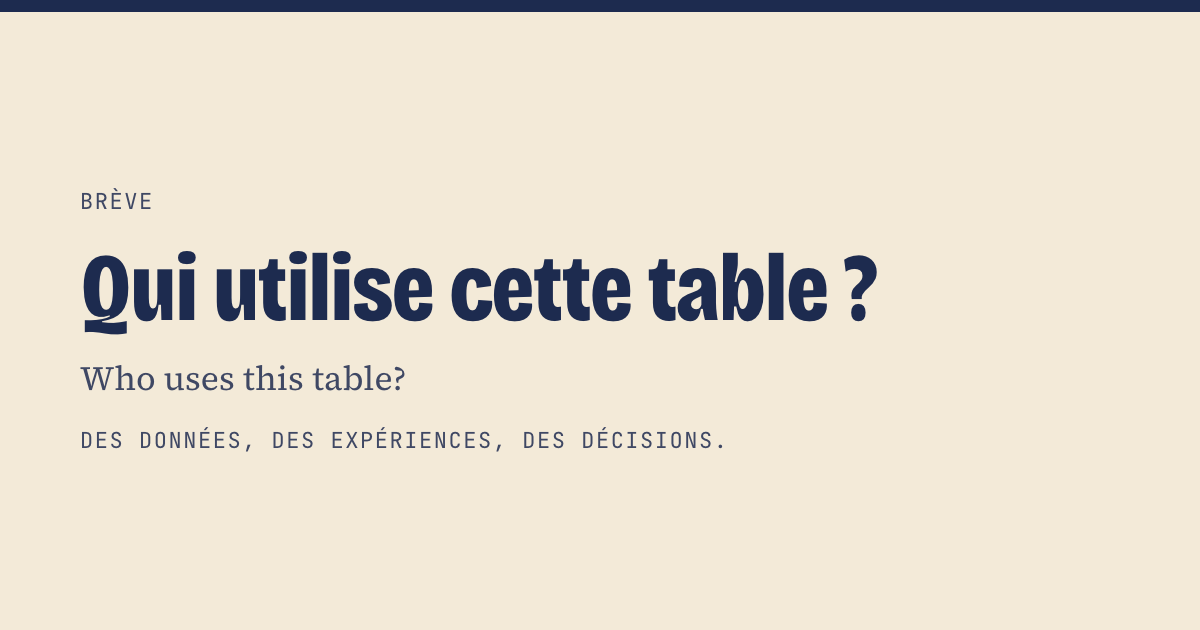 BRÈVE
Qui utilise cette table ?
Who uses this table?
DES DONNÉES, DES EXPÉRIENCES, DES DÉCISIONS.